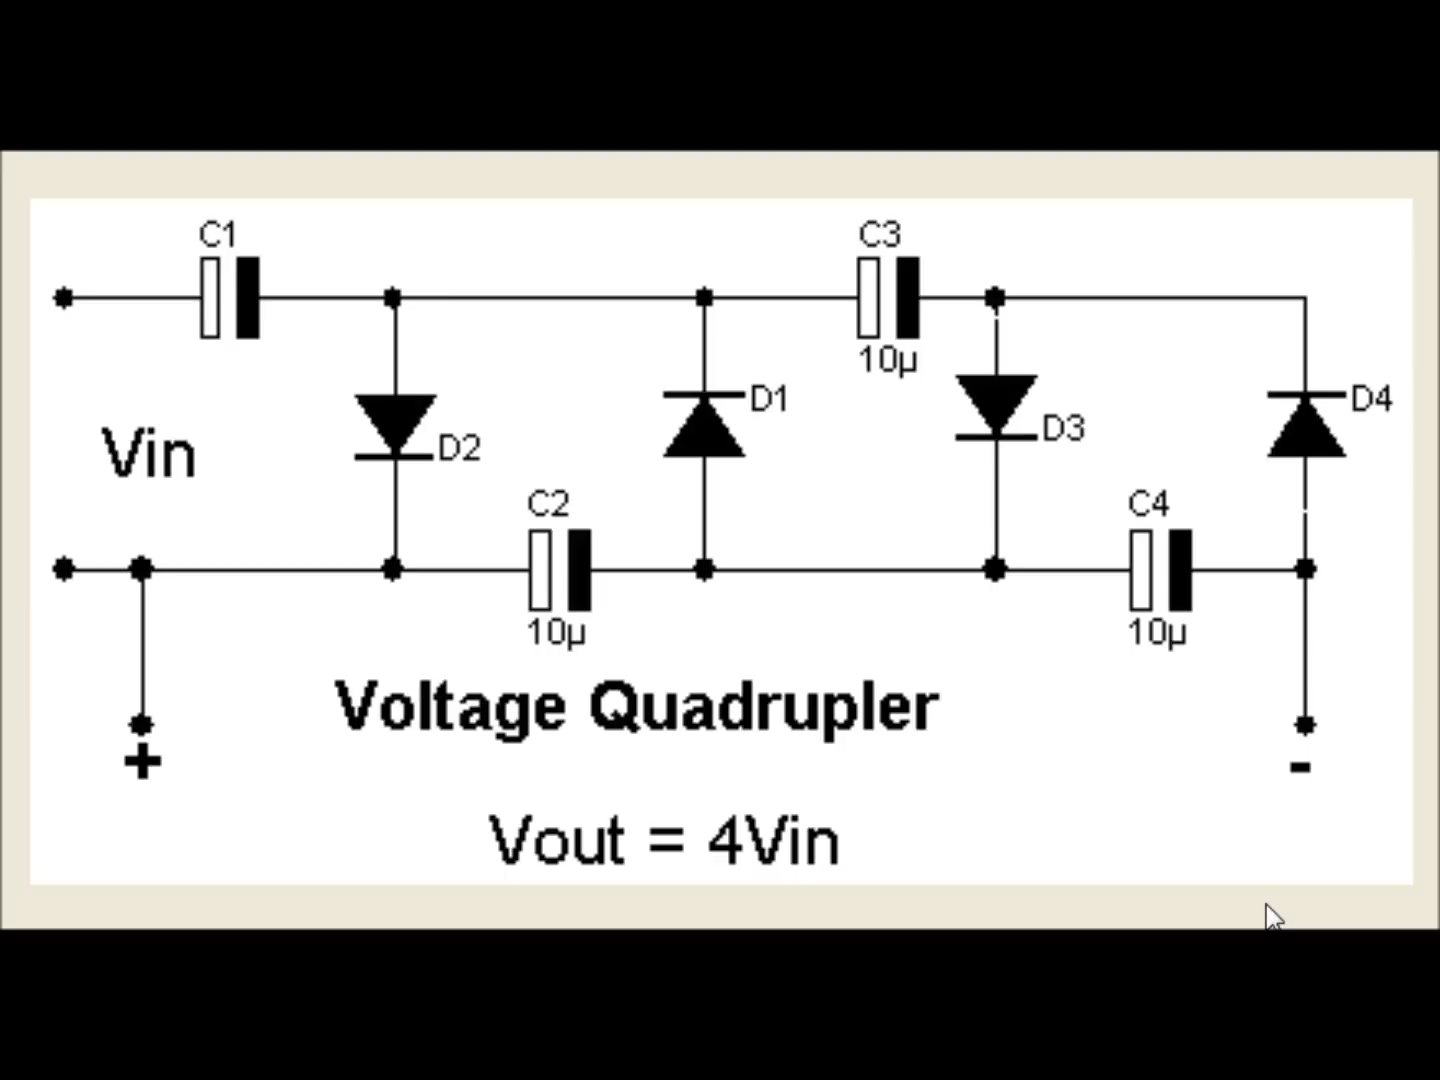 C1
C3
10µ
D1
D4
D3
Vin
D2
C2
C4
10µ
10µ
Voltage Quadrupler
+
-
Vout = 4Vin